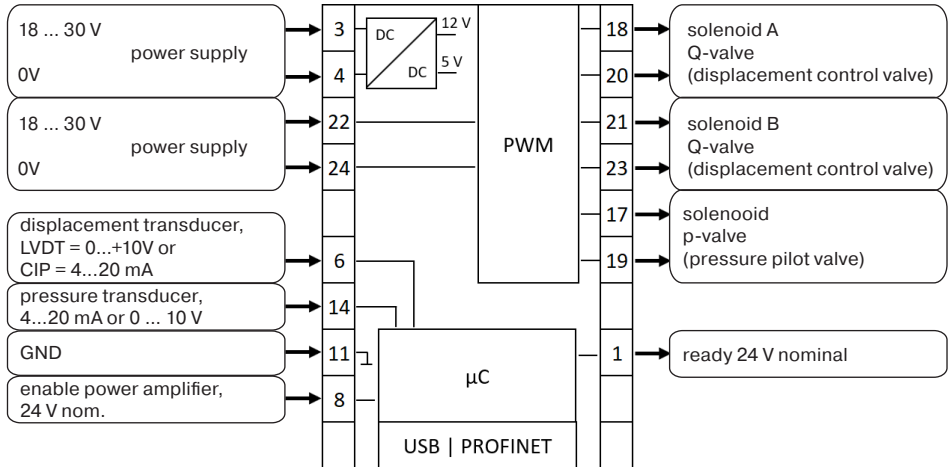 18 ... 30 V
power supply
0V
18 ... 30 V
power supply
0V
displacement transducer,
LVDT = 0...+10V or
CIP = 4...20 mA
pressure transducer,
4...20 mA or 0 ... 10 V
GND
enable power amplifier,
24 V nom.
3
4
22
24
6
14
11
8
DC
DC
12 V
5 V
PWM
µC
USB | PROFINET
18
20
21
23
17
19
1
solenoid A
Q-valve
(displacement control valve)
solenoid B
Q-valve
(displacement control valve)
solenooid
p-valve
(pressure pilot valve)
ready 24 V nominal